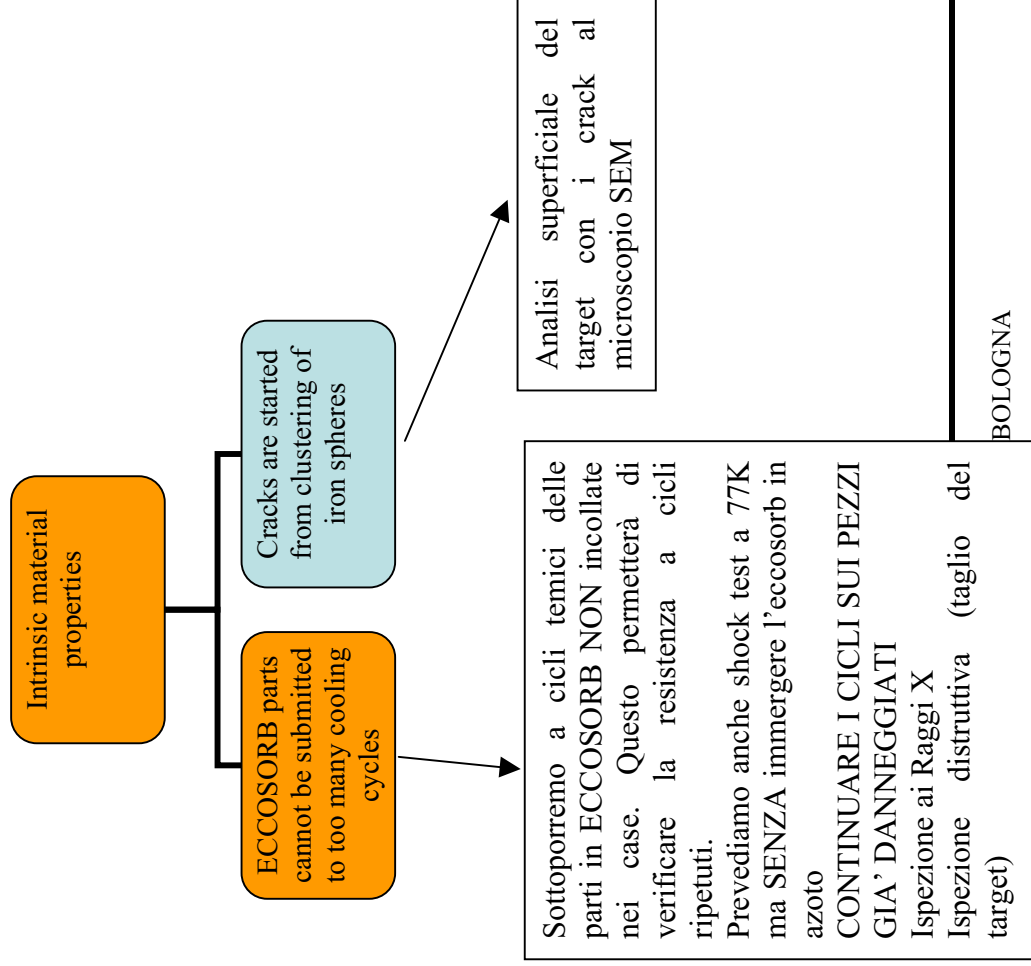 Intrinsic material
properties
ECCOSORB parts
cannot be submitted
to too many cooling
cycles
Cracks are started
from clustering of
iron spheres
Sottoporremo a cicli temici delle
parti in ECCOSORB NON incollate
nei case. Questo permetterà di
verificare la resistenza a cicli
ripetuti.
Prevediamo anche shock test a 77K
ma SENZA immergere l'eccosorb in
azoto
CONTINUARE I CICLI SUI PEZZI
GIA' DANNEGGIATI
Ispezione ai Raggi X
Ispezione distruttiva (taglio del
target)
Analisi superficiale del
target con i crack al
microscopio SEM
BOLOGNA